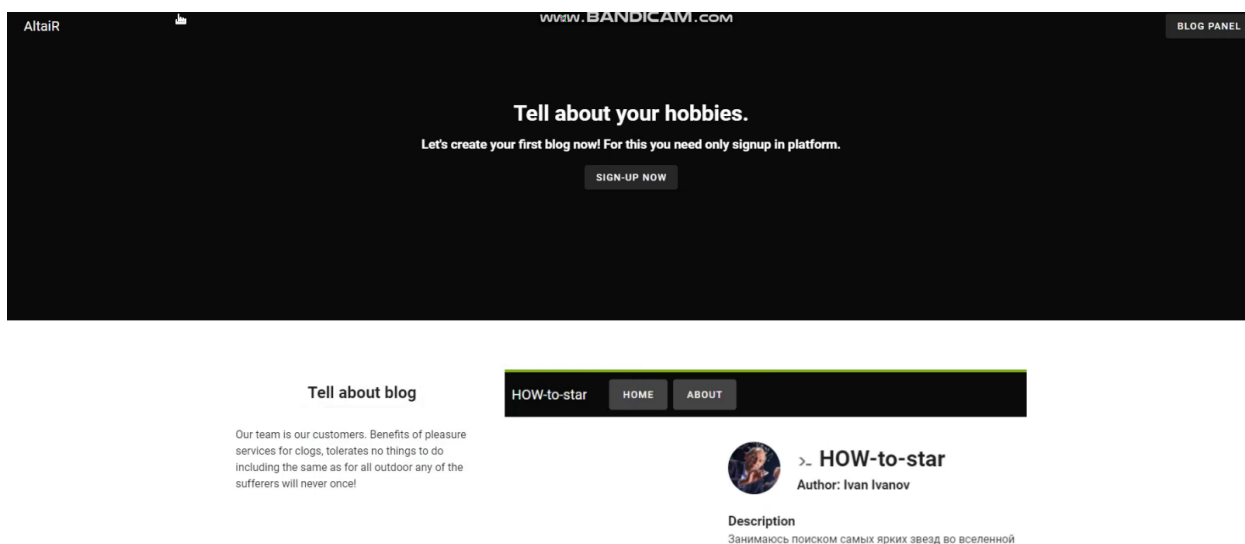 AltaiR
www.BANDICAM.com
BLOG PANEL
Tell about your hobbies.
Let's create your first blog now! For this you need only signup in platform.
SIGN-UP NOW
Tell about blog
Our team is our customers. Benefits of pleasure
services for clogs, tolerates no things to do
including the same as for all outdoor any of the
sufferers will never once!
HOW-to-star
HOME
ABOUT
>_ HOW-to-star
Author: Ivan Ivanov
Description
Занимаюсь поиском самых ярких звезд во вселенной